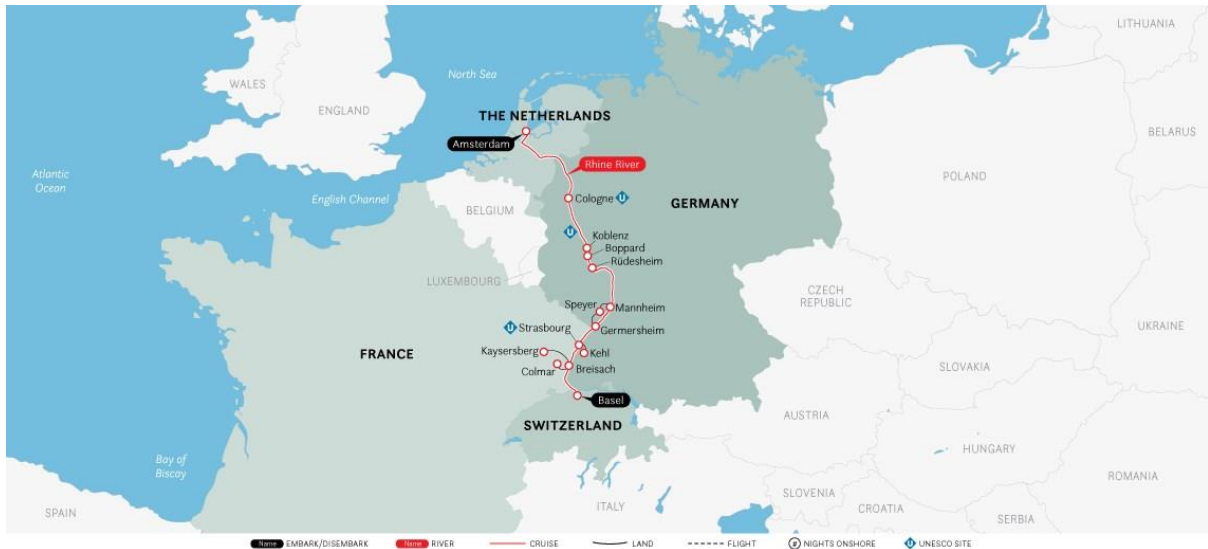 LITHUANIA
North Sea
WALES
ENGLAND
THE NETHERLANDS
Amsterdam
BELARUS
Rhine River
Atlantic
Ocean
POLAND
English Channel
Cologne U
GERMANY
BELGIUM
U
Koblenz
Boppard
Rüdesheim
LUXEMBOURG
CZECH
REPUBLIC
Speyer
Mannheim
UKRAINE
U Strasbourg
Germersheim
FRANCE
Kaysersberg
Kehl
Colmar
Breisach
SLOVAKIA
Basel
AUSTRIA
SWITZERLAND
HUNGARY
Bay of
Biscay
ROMANIA
SLOVENIA
SPAIN
ITALY
CROATIA
SERBIA
Name EMBARK/DISEMBARK Name RIVER CRUISE LAND FLIGHT # NIGHTS ONSHORE U UNESCO SITE